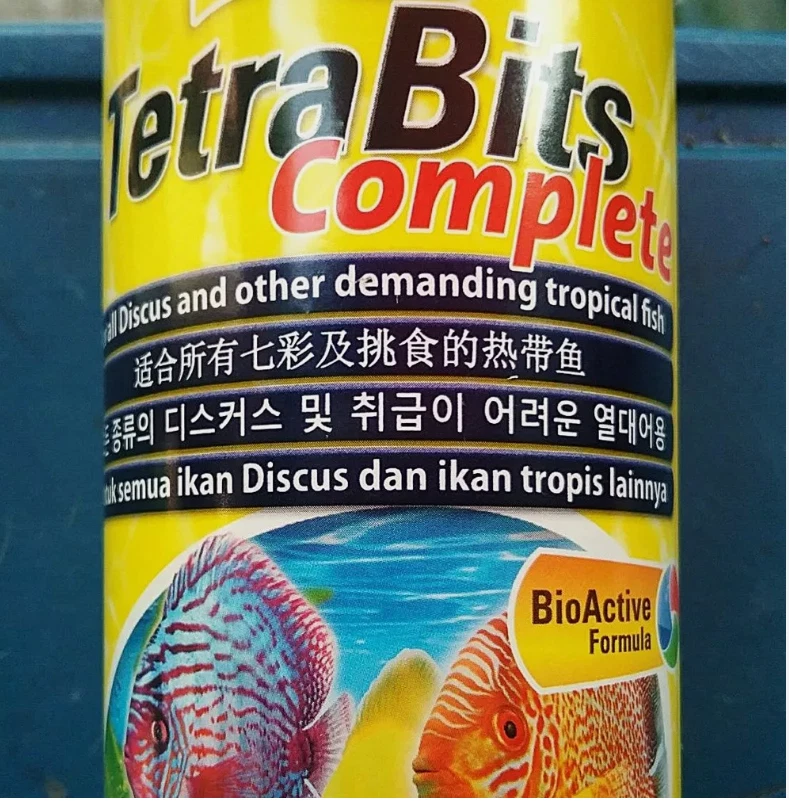 TetraBits
Complete
all Discus and other demanding tropical fish
适合所有七彩及挑食的热带鱼
종류의 디스커스 및 취급이 어려운 열대어용
semua ikan Discus dan ikan tropis lainnya
BioActive
Formula